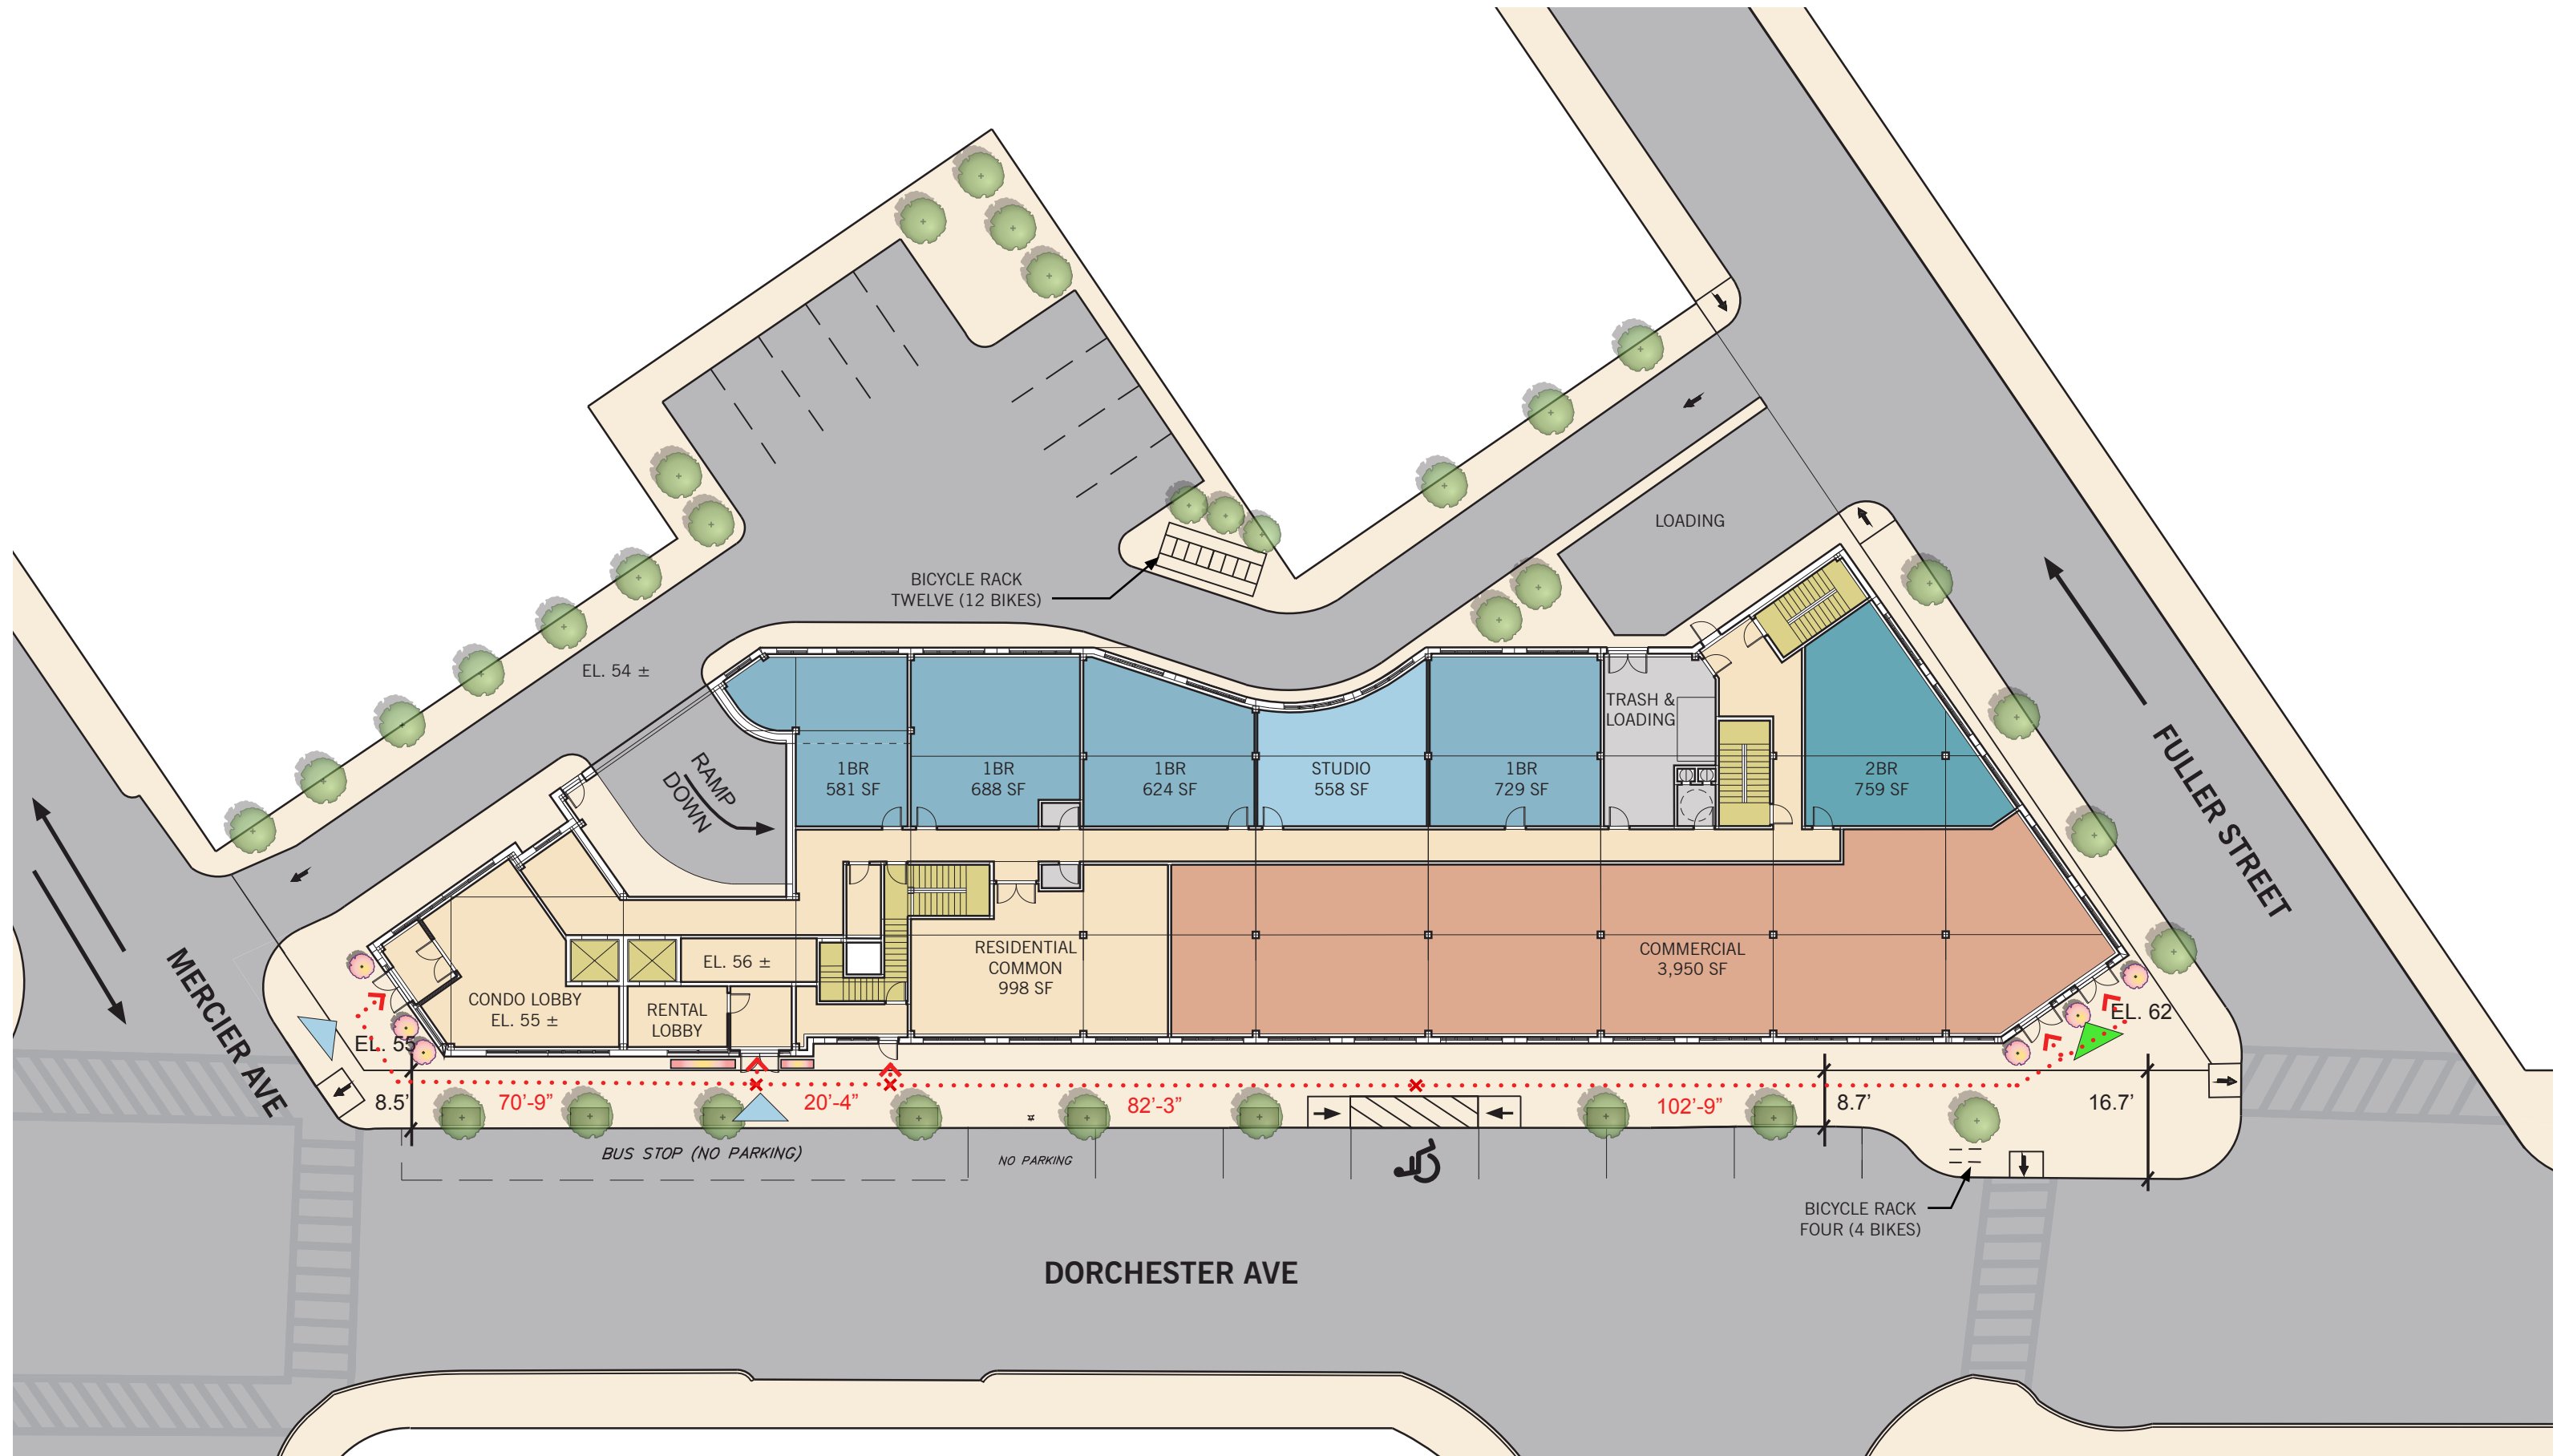 LOADING
BICYCLE RACK
TWELVE (12 BIKES)
EL. 54 ±
TRASH &
LOADING
RAMP
DOWN
1BR
581 SF
1BR
688 SF
1BR
624 SF
STUDIO
558 SF
1BR
729 SF
2BR
759 SF
FULLER STREET
MERCIER AVE
CONDO LOBBY
EL. 55 ±
EL. 56 ±
RENTAL
LOBBY
RESIDENTIAL
COMMON
998 SF
COMMERCIAL
3,950 SF
EL. 55
EL. 62
8.5'
70'-9"
20'-4"
82'-3"
102'-9"
8.7'
16.7'
BUS STOP (NO PARKING)
NO PARKING
BICYCLE RACK
FOUR (4 BIKES)
DORCHESTER AVE